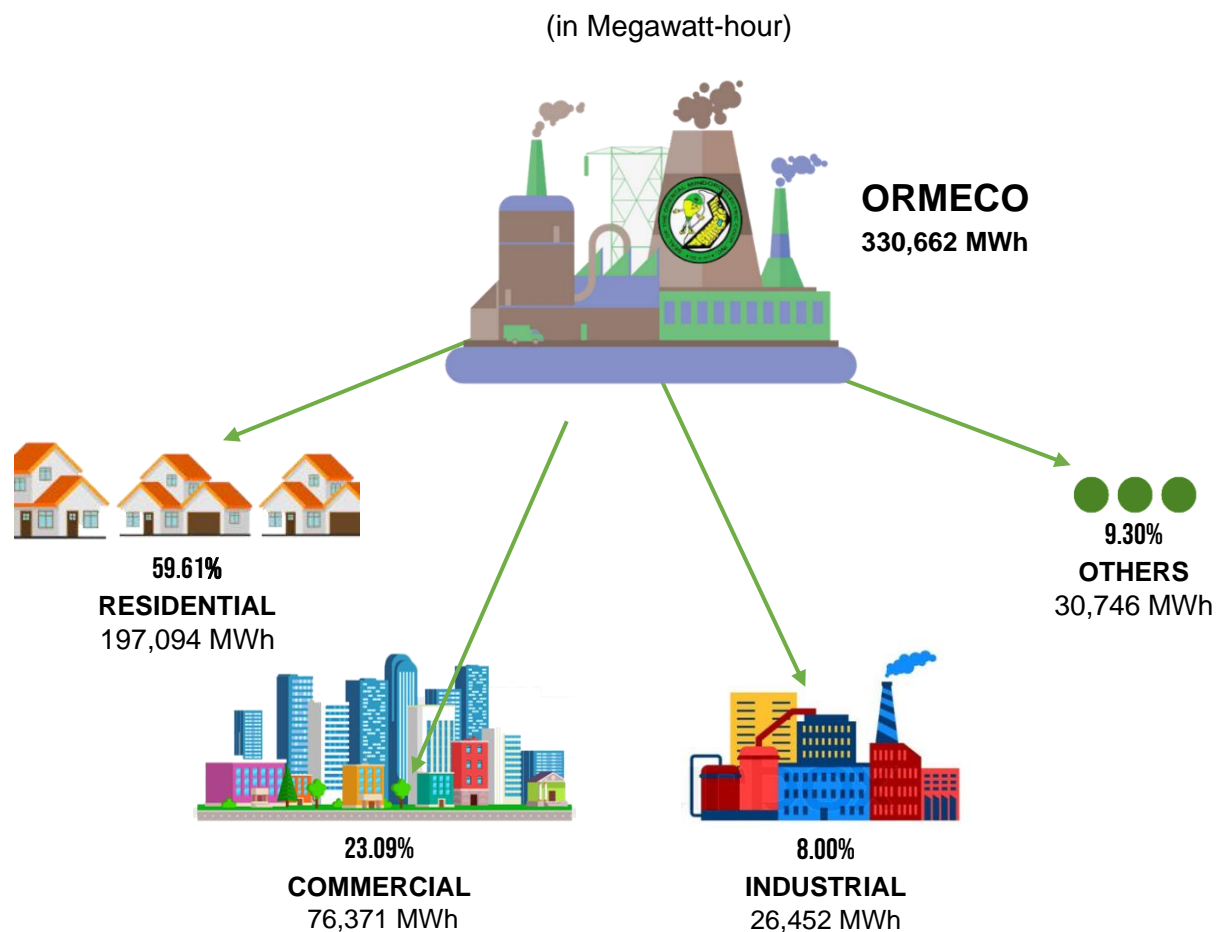 (in Megawatt-hour)
ORMECO
330,662 MWh
59.61%
RESIDENTIAL
197,094 MWh
9.30%
OTHERS
30,746 MWh
23.09%
COMMERCIAL
76,371 MWh
8.00%
INDUSTRIAL
26,452 MWh